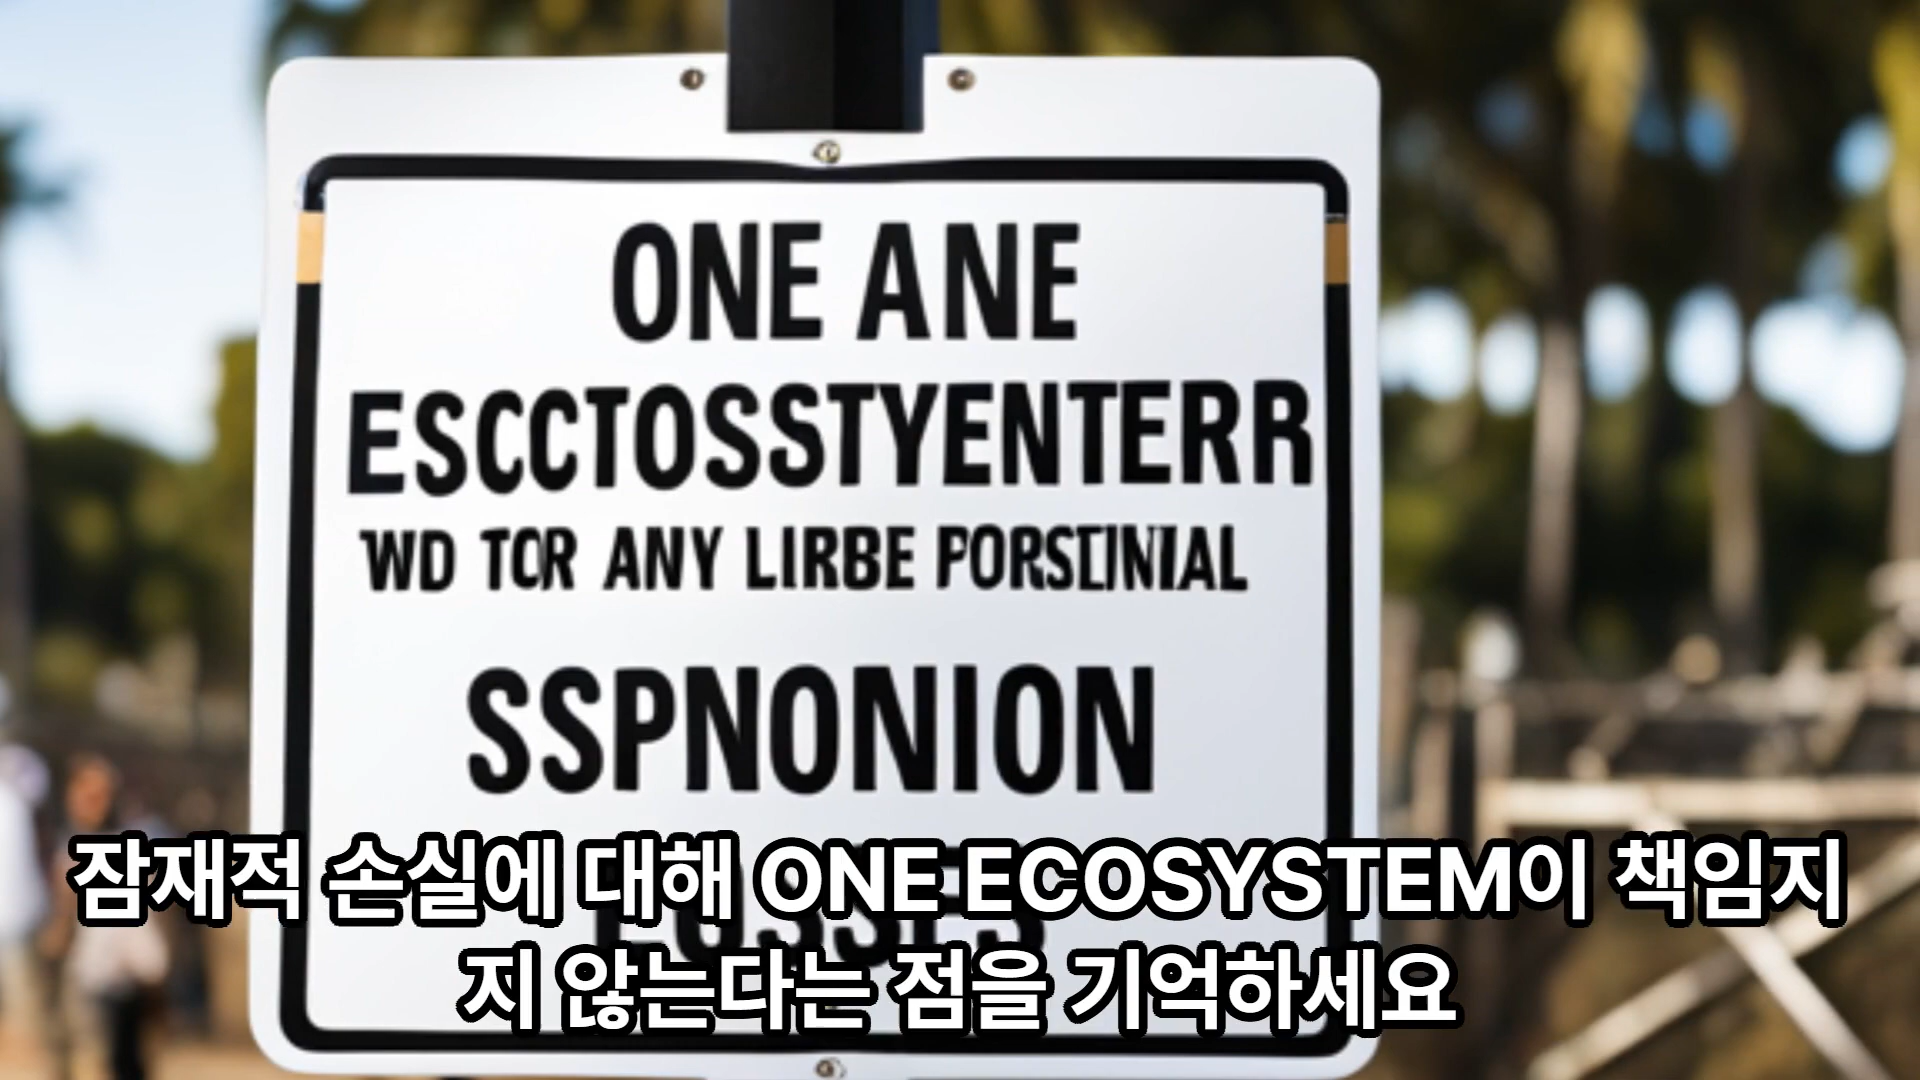 ONE ANE
ESCCTOSSTYENTERR
WD TOR ANY LIRBE PORSEINIAL
SSPNONION
잠재적 손실에 대해 ONE ECOSYSTEM이 책임지
지 않는다는 점을 기억하세요